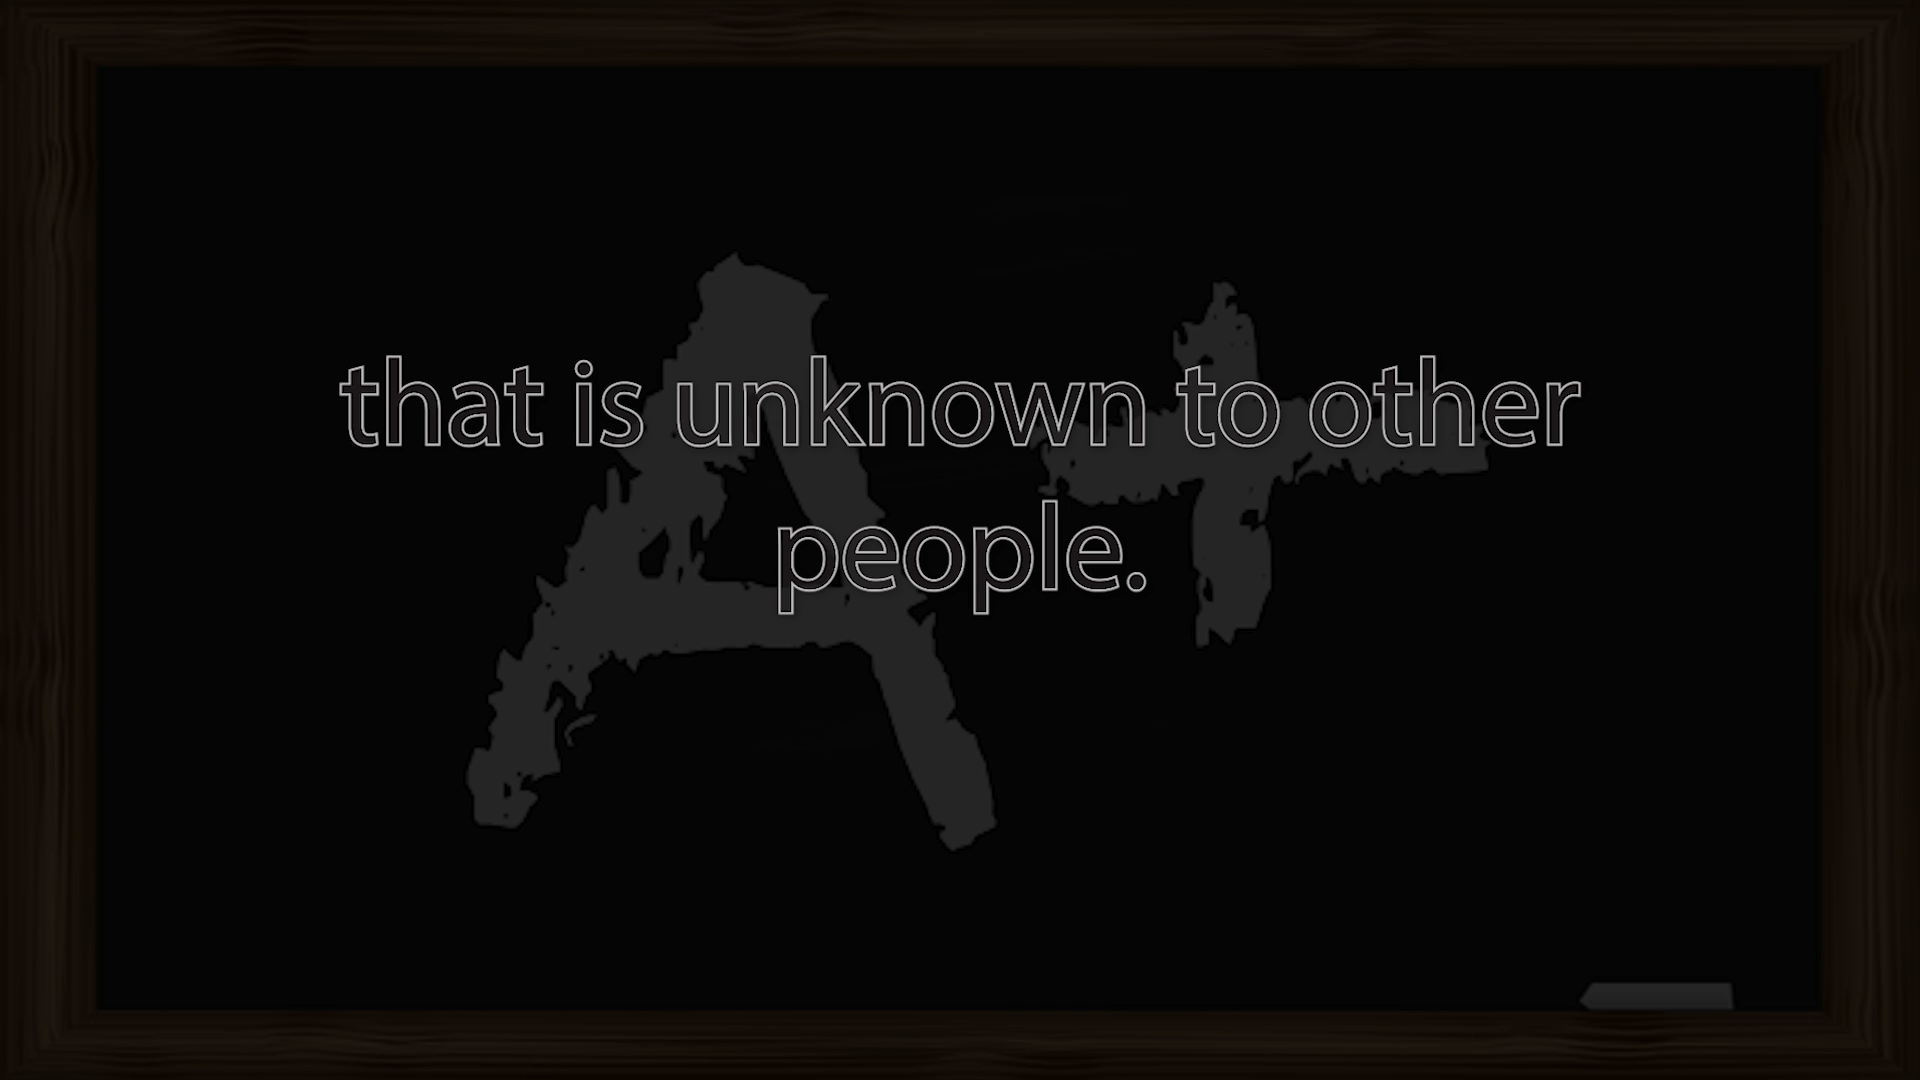 A+
that is unknown to other
people.